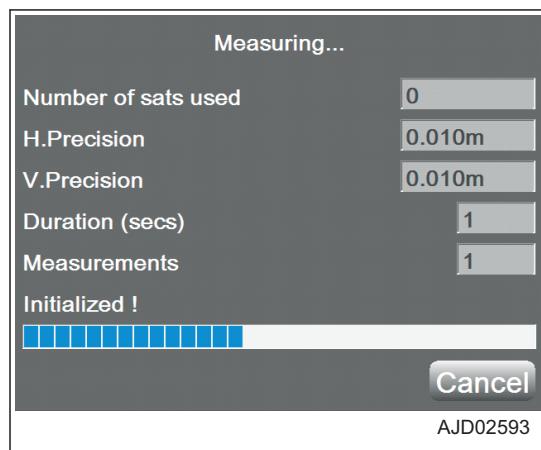 Measuring...
Number of sats used 0
H.Precision 0.010m
V.Precision 0.010m
Duration (secs) 1
Measurements 1
Initialized !
Cancel
AJD02593